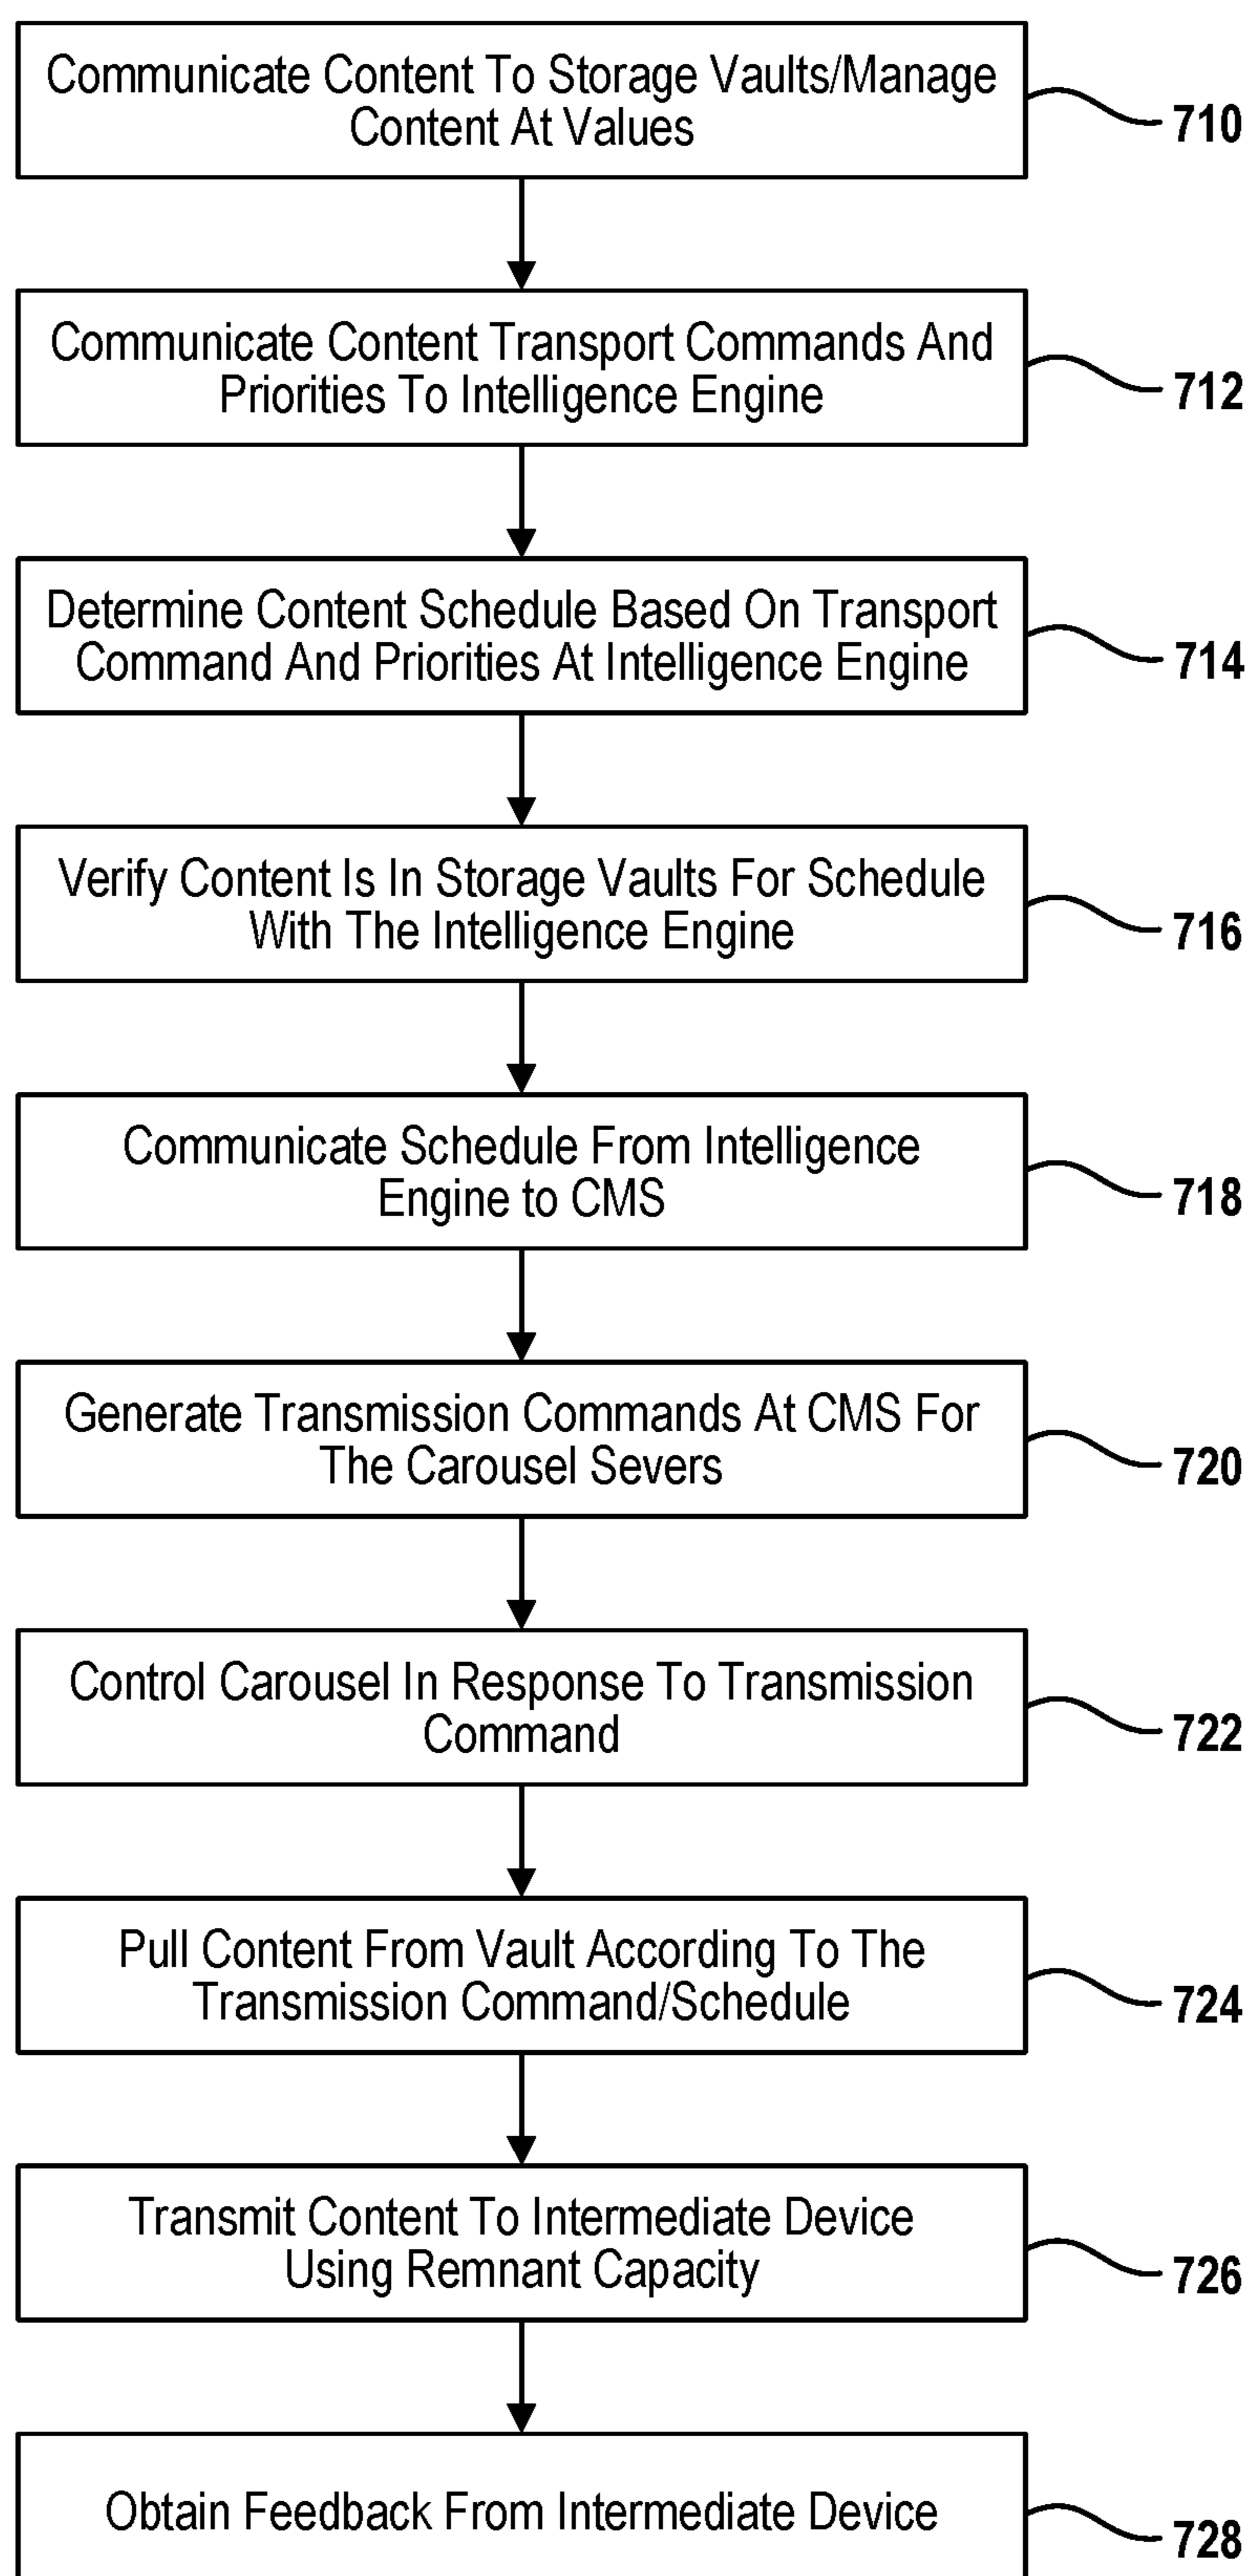 Communicate Content To Storage Vaults/Manage
Content At Values
710
Communicate Content Transport Commands And
Priorities To Intelligence Engine
712
Determine Content Schedule Based On Transport
Command And Priorities At Intelligence Engine
714
Verify Content Is In Storage Vaults For Schedule
With The Intelligence Engine
716
Communicate Schedule From Intelligence
Engine to CMS
718
Generate Transmission Commands At CMS For
The Carousel Severs
720
Control Carousel In Response To Transmission
Command
722
Pull Content From Vault According To The
Transmission Command/Schedule
724
Transmit Content To Intermediate Device
Using Remnant Capacity
726
Obtain Feedback From Intermediate Device
728